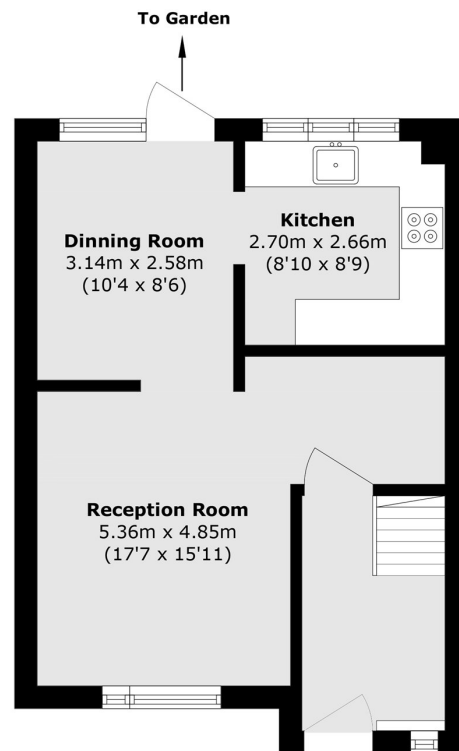 To Garden
Dinning Room
3.14m x 2.58m
(10'4 x 8'6)
Kitchen
2.70m x 2.66m
(8'10 x 8'9)
Reception Room
5.36m x 4.85m
(17'7 x 15'11)